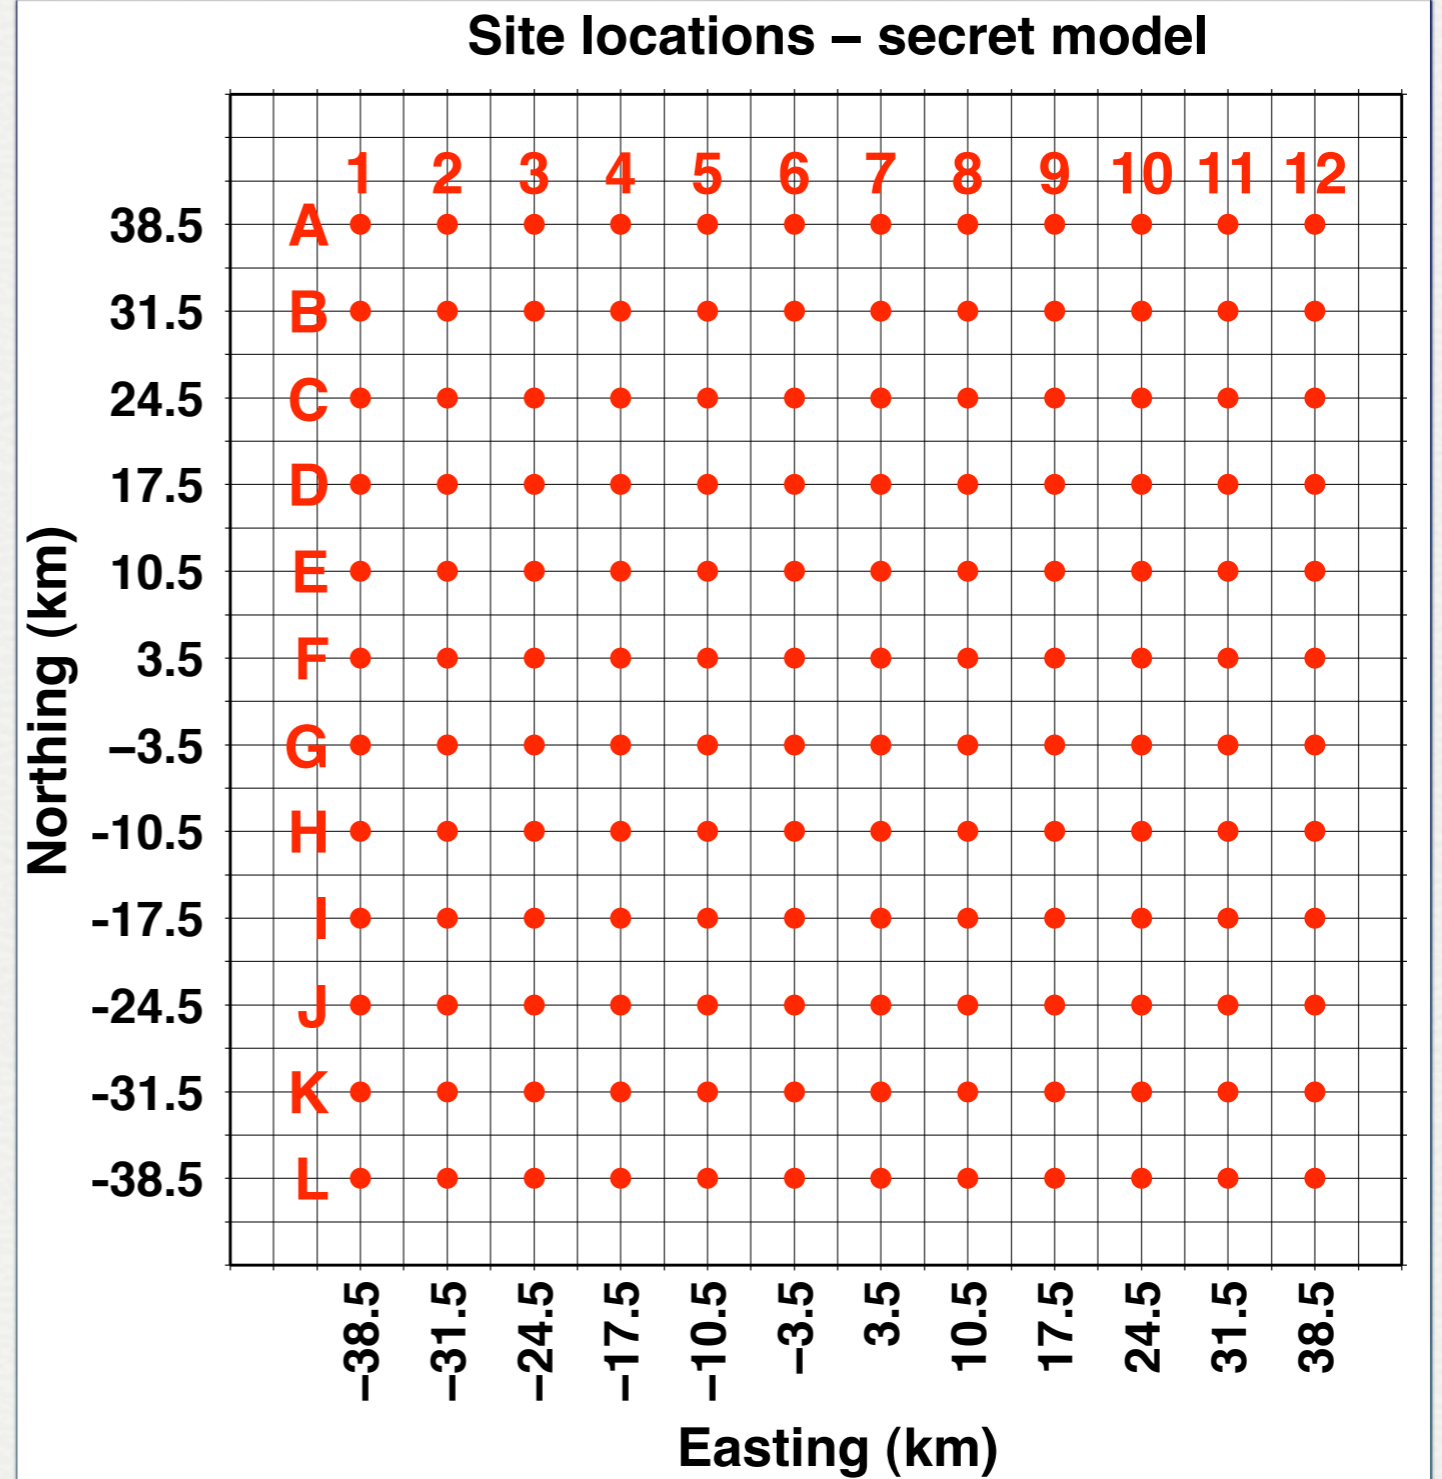 Site locations – secret model
1 2 3 4 5 6 7 8 9 10 11 12
38.5 A
31.5 B
24.5 C
17.5 D
10.5 E
3.5 F
–3.5 G
-10.5 H
-17.5 I
-24.5 J
-31.5 K
-38.5 L
Northing (km)
–38.5 –31.5 –24.5 –17.5 –10.5 –3.5 3.5 10.5 17.5 24.5 31.5 38.5
Easting (km)